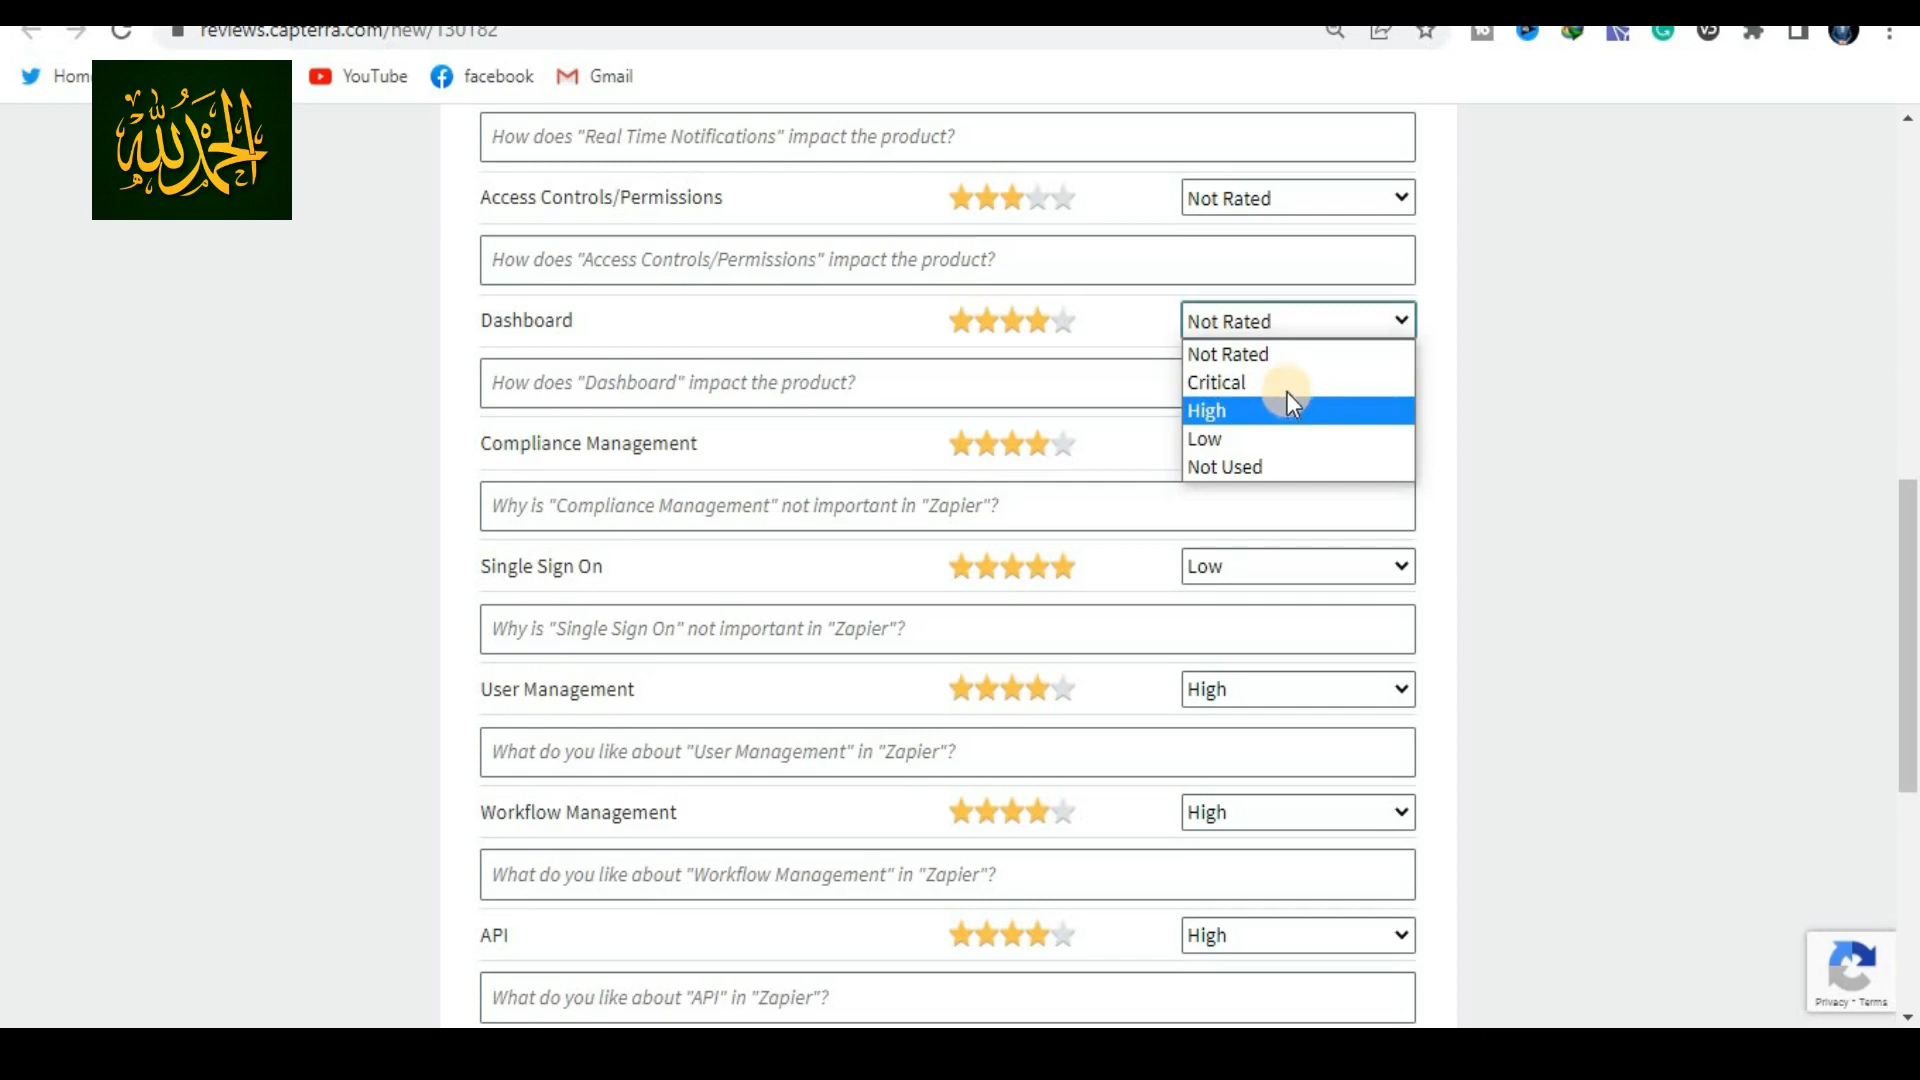 reviews.capterra.com/new/130182
Hom
YouTube
facebook
Gmail
الحمد لله
How does "Real Time Notifications" impact the product?
Access Controls/Permissions
Not Rated
How does "Access Controls/Permissions" impact the product?
Dashboard
Not Rated
Not Rated
Critical
High
Low
Not Used
How does "Dashboard" impact the product?
Compliance Management
Why is "Compliance Management" not important in "Zapier"?
Single Sign On
Low
Why is "Single Sign On" not important in "Zapier"?
User Management
High
What do you like about "User Management" in "Zapier"?
Workflow Management
High
What do you like about "Workflow Management" in "Zapier"?
API
High
What do you like about "API" in "Zapier"?
Privacy - Terms